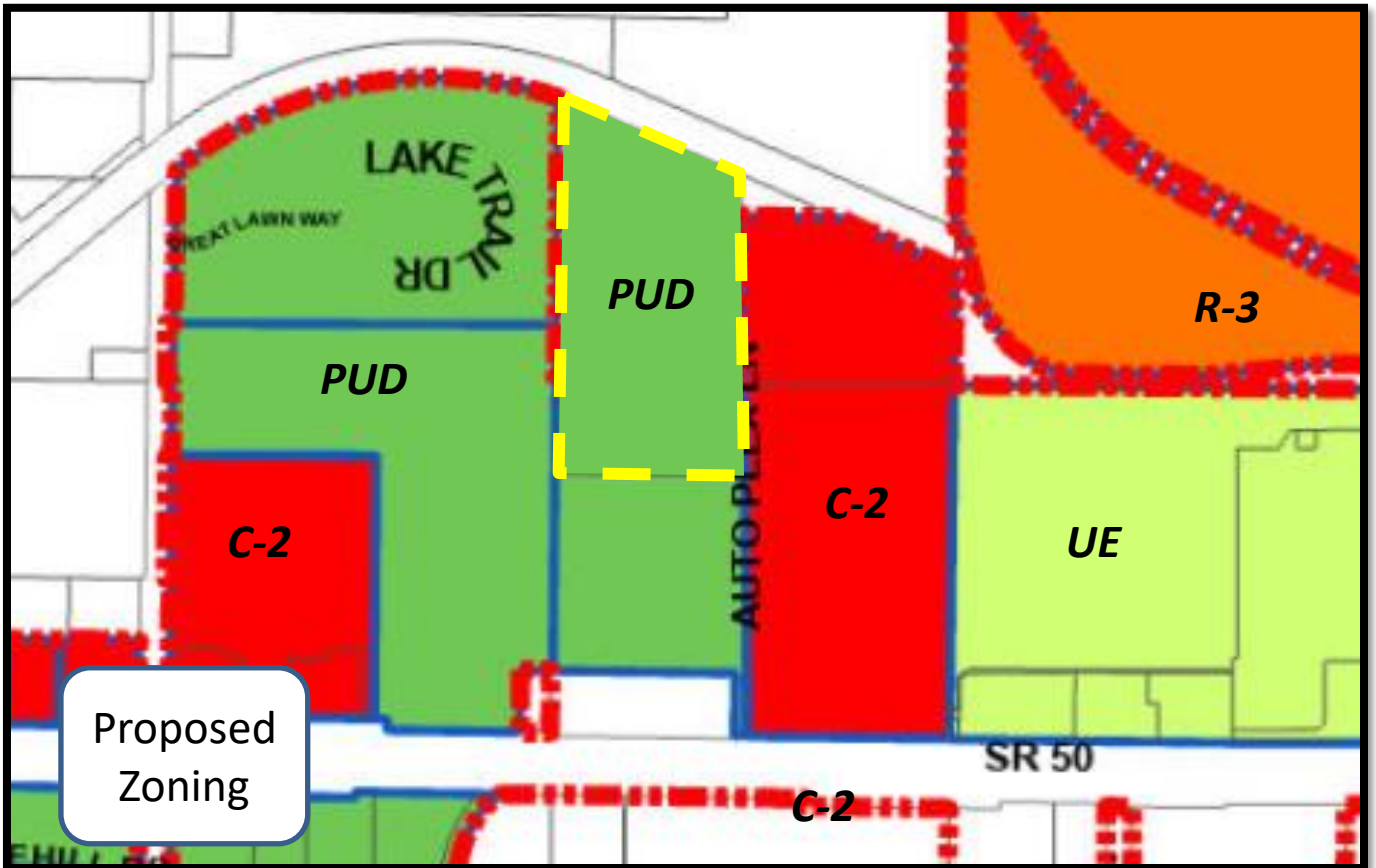 LAKE TRAIL DR
GREAT LAWN WAY
PUD
R-3
PUD
AUTO PLEX LN
C-2
C-2
UE
Proposed
Zoning
SR 50
C-2